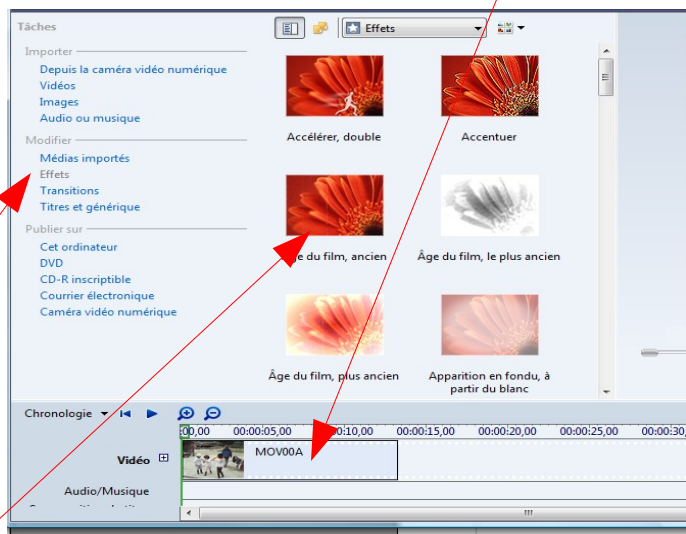 Tâches
Effets
Importer
Depuis la caméra vidéo numérique
Vidéos
Images
Audio ou musique
Modifier
Médias importés
Effets
Transitions
Titres et générique
Publier sur
Cet ordinateur
DVD
CD-R inscriptible
Courrier électronique
Caméra vidéo numérique
Accélérer, double
Accentuer
Âge du film, ancien
Âge du film, le plus ancien
Âge du film, plus ancien
Apparition en fondu, à
partir du blanc
Chronologie
00,00 00:00:05,00 00:00:10,00 00:00:15,00 00:00:20,00 00:00:25,00 00:00:30,
Vidéo
MOV00A
Audio/Musique